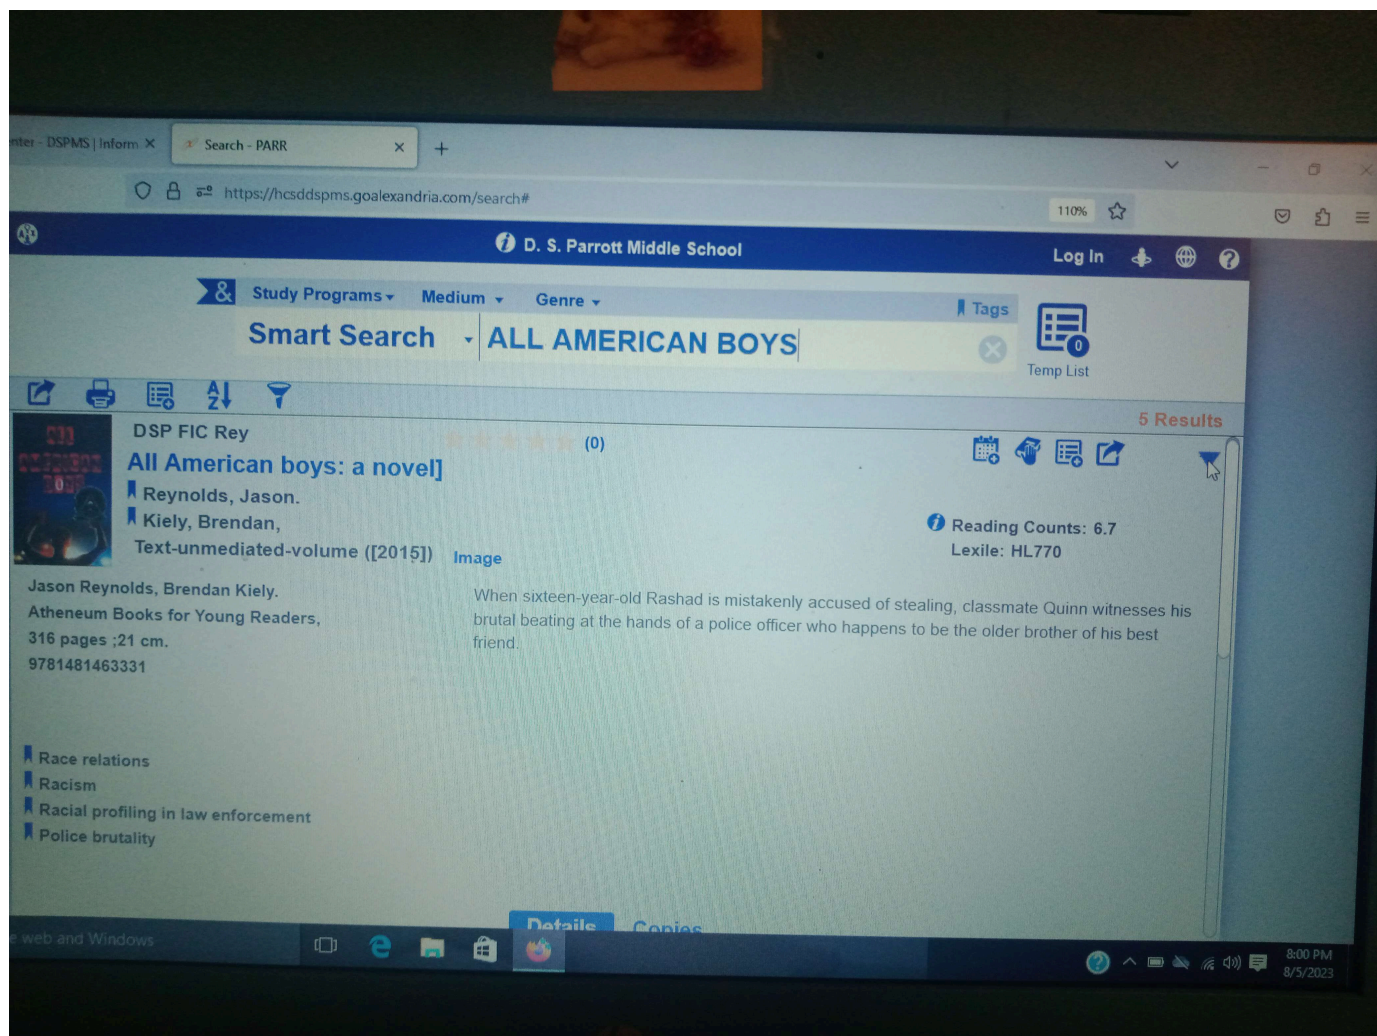 nter - DSPMS | Inform
Search - PARR
https://hcsddspms.goalexandria.com/search#
110%
D. S. Parrott Middle School
Log In
& Study Programs Medium Genre
Tags
Smart Search ALL AMERICAN BOYS
0
Temp List
5 Results
DSP FIC Rey
(0)
All American boys: a novel]
Reynolds, Jason.
Kiely, Brendan,
Text-unmediated-volume ([2015])
Image
Reading Counts: 6.7
Lexile: HL770
Jason Reynolds, Brendan Kiely.
Atheneum Books for Young Readers,
316 pages ;21 cm.
9781481463331
When sixteen-year-old Rashad is mistakenly accused of stealing, classmate Quinn witnesses his
brutal beating at the hands of a police officer who happens to be the older brother of his best
friend.
Race relations
Racism
Racial profiling in law enforcement
Police brutality
Details Copies
e web and Windows
8:00 PM
8/5/2023